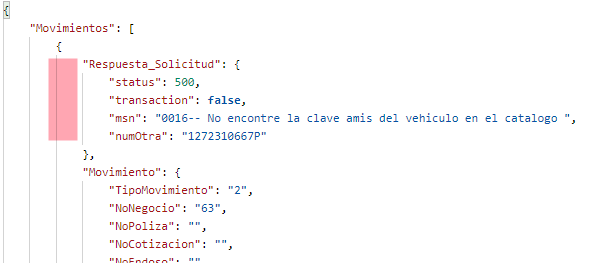 {
"Movimientos": [
{
"Respuesta_Solicitud": {
"status": 500,
"transaction": false,
"msn": "0016-- No encontre la clave amis del vehiculo en el catalogo ",
"numOtra": "1272310667P"
},
"Movimiento": {
"TipoMovimiento": "2",
"NoNegocio": "63",
"NoPoliza": "",
"NoCotizacion": "",
"NoEndoso": ""